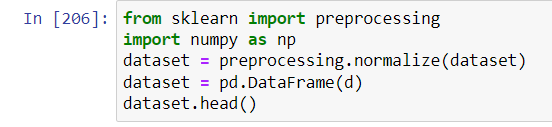 In [206]: from sklearn import preprocessing
import numpy as np
dataset = preprocessing.normalize(dataset)
dataset = pd.DataFrame(d)
dataset.head()